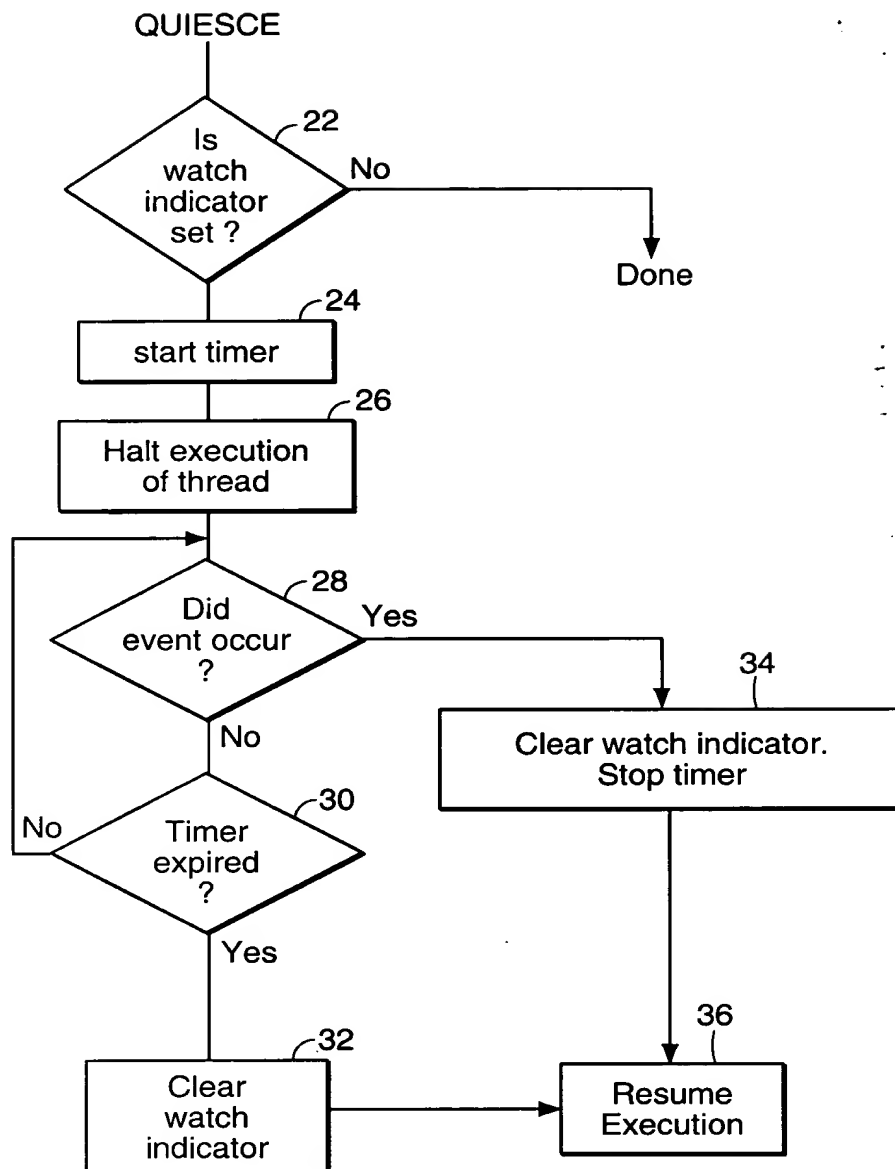 QUIESCE
22
Is
watch
indicator
set ?
No
Done
24
start timer
26
Halt execution
of thread
28
Did
event occur
?
Yes
No
34
Clear watch indicator.
Stop timer
30
No
Timer
expired
?
Yes
32
Clear
watch
indicator
36
Resume
Execution